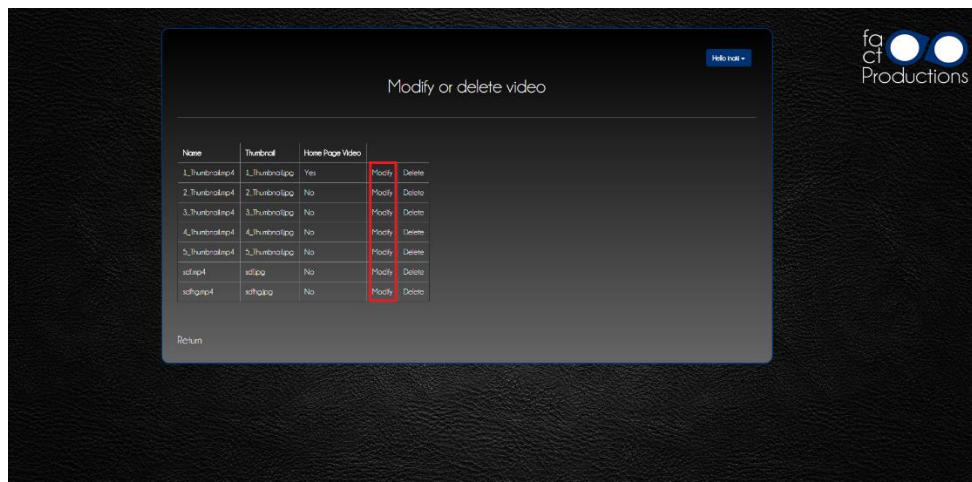 fa
ct
Productions
Hello
Modify or delete video
Name Thumbnail Home Page Video
1_Thumbnail.mp4 1_Thumbnail.jpg Yes Modify Delete
2_Thumbnail.mp4 2_Thumbnail.jpg No Modify Delete
3_Thumbnail.mp4 3_Thumbnail.jpg No Modify Delete
4_Thumbnail.mp4 4_Thumbnail.jpg No Modify Delete
5_Thumbnail.mp4 5_Thumbnail.jpg No Modify Delete
sdf.mp4 sdf.jpg No Modify Delete
sdfhg.mp4 sdfhg.jpg No Modify Delete
Return